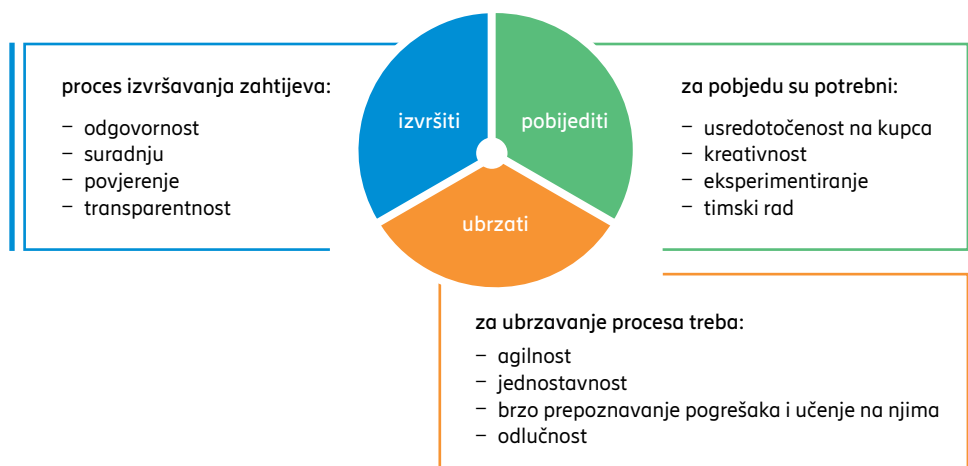 izvršiti
pobijediti
ubrzati
proces izvršavanja zahtijeva:
– odgovornost
– suradnju
– povjerenje
– transparentnost
za pobjedu su potrebni:
– usredotočenost na kupca
– kreativnost
– eksperimentiranje
– timski rad
za ubrzavanje procesa treba:
– agilnost
– jednostavnost
– brzo prepoznavanje pogrešaka i učenje na njima
– odlučnost